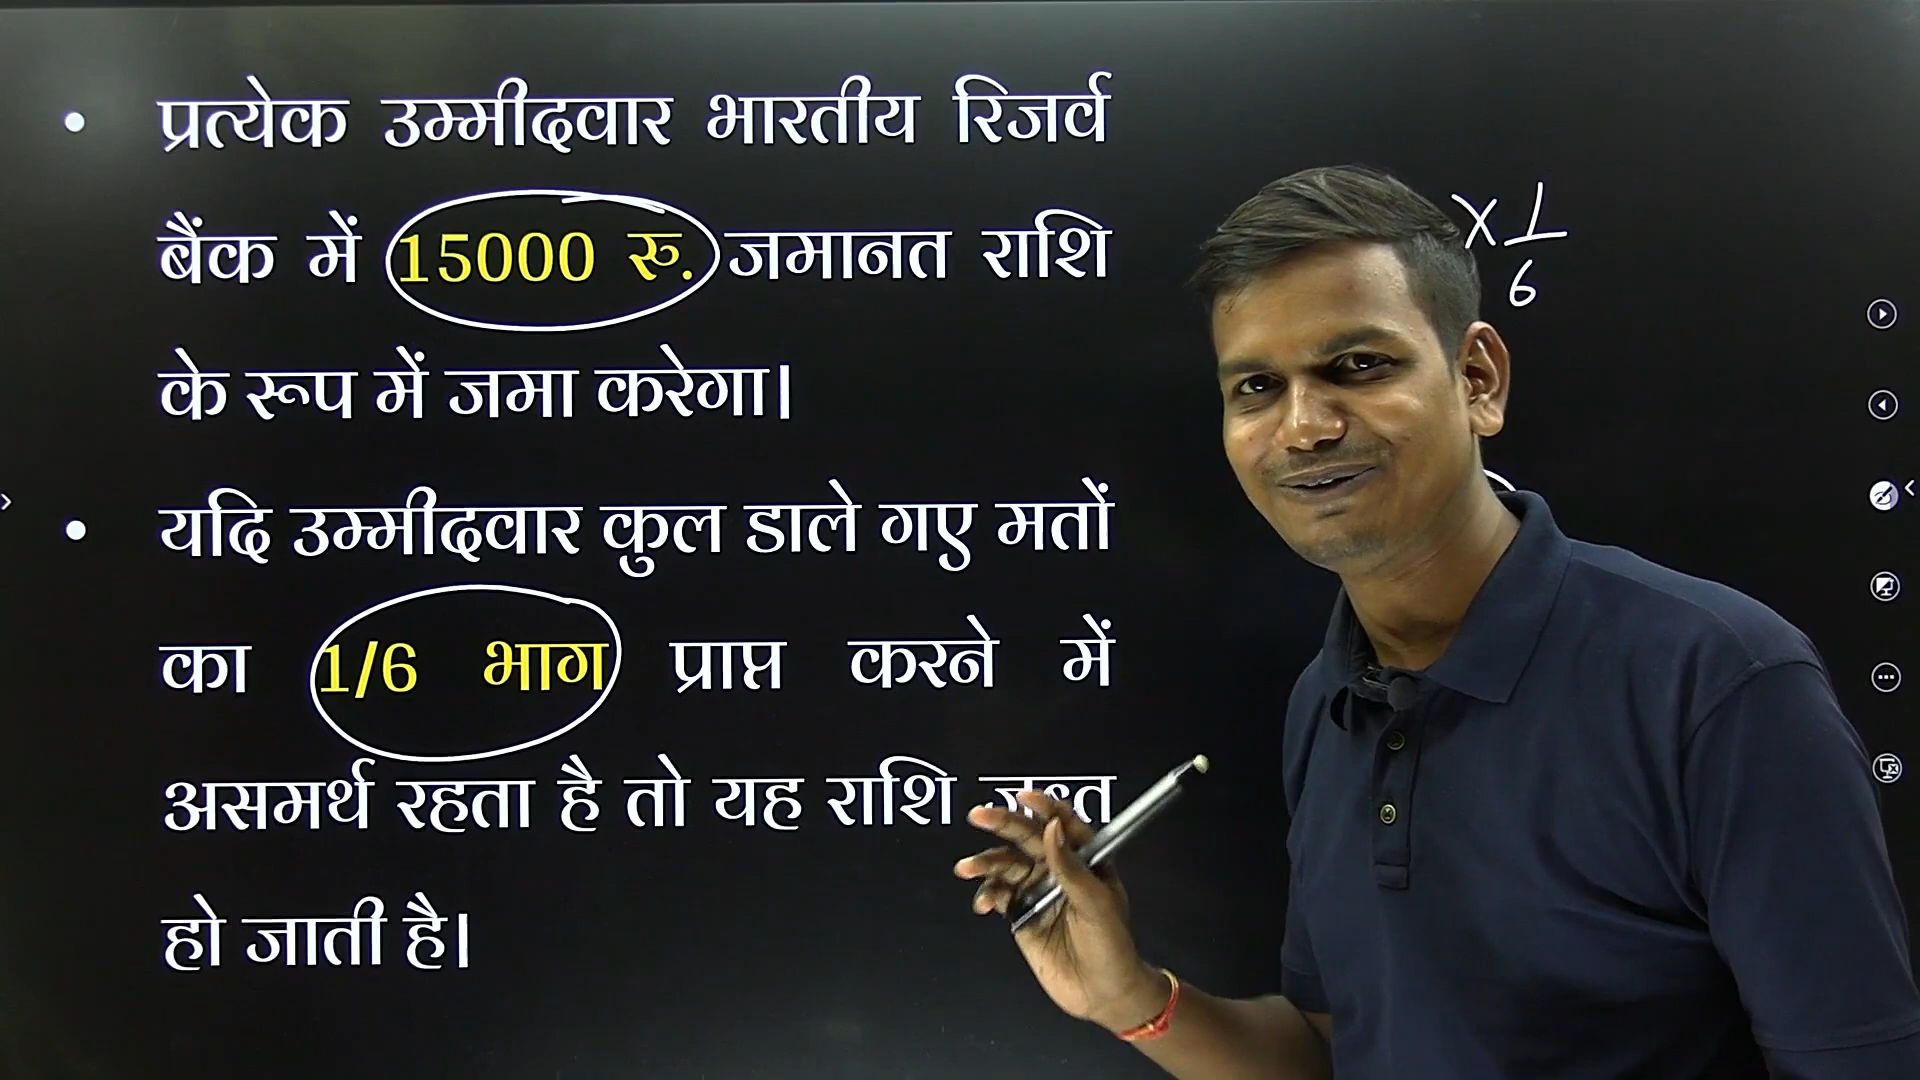 प्रत्येक उम्मीदवार भारतीय रिजर्व
बैंक में 15000 रु. जमानत राशि
के रूप में जमा करेगा।
यदि उम्मीदवार कुल डाले गए मतों
का 1/6 भाग प्राप्त करने में
असमर्थ रहता है तो यह राशि
हो जाती है।
x 1
6